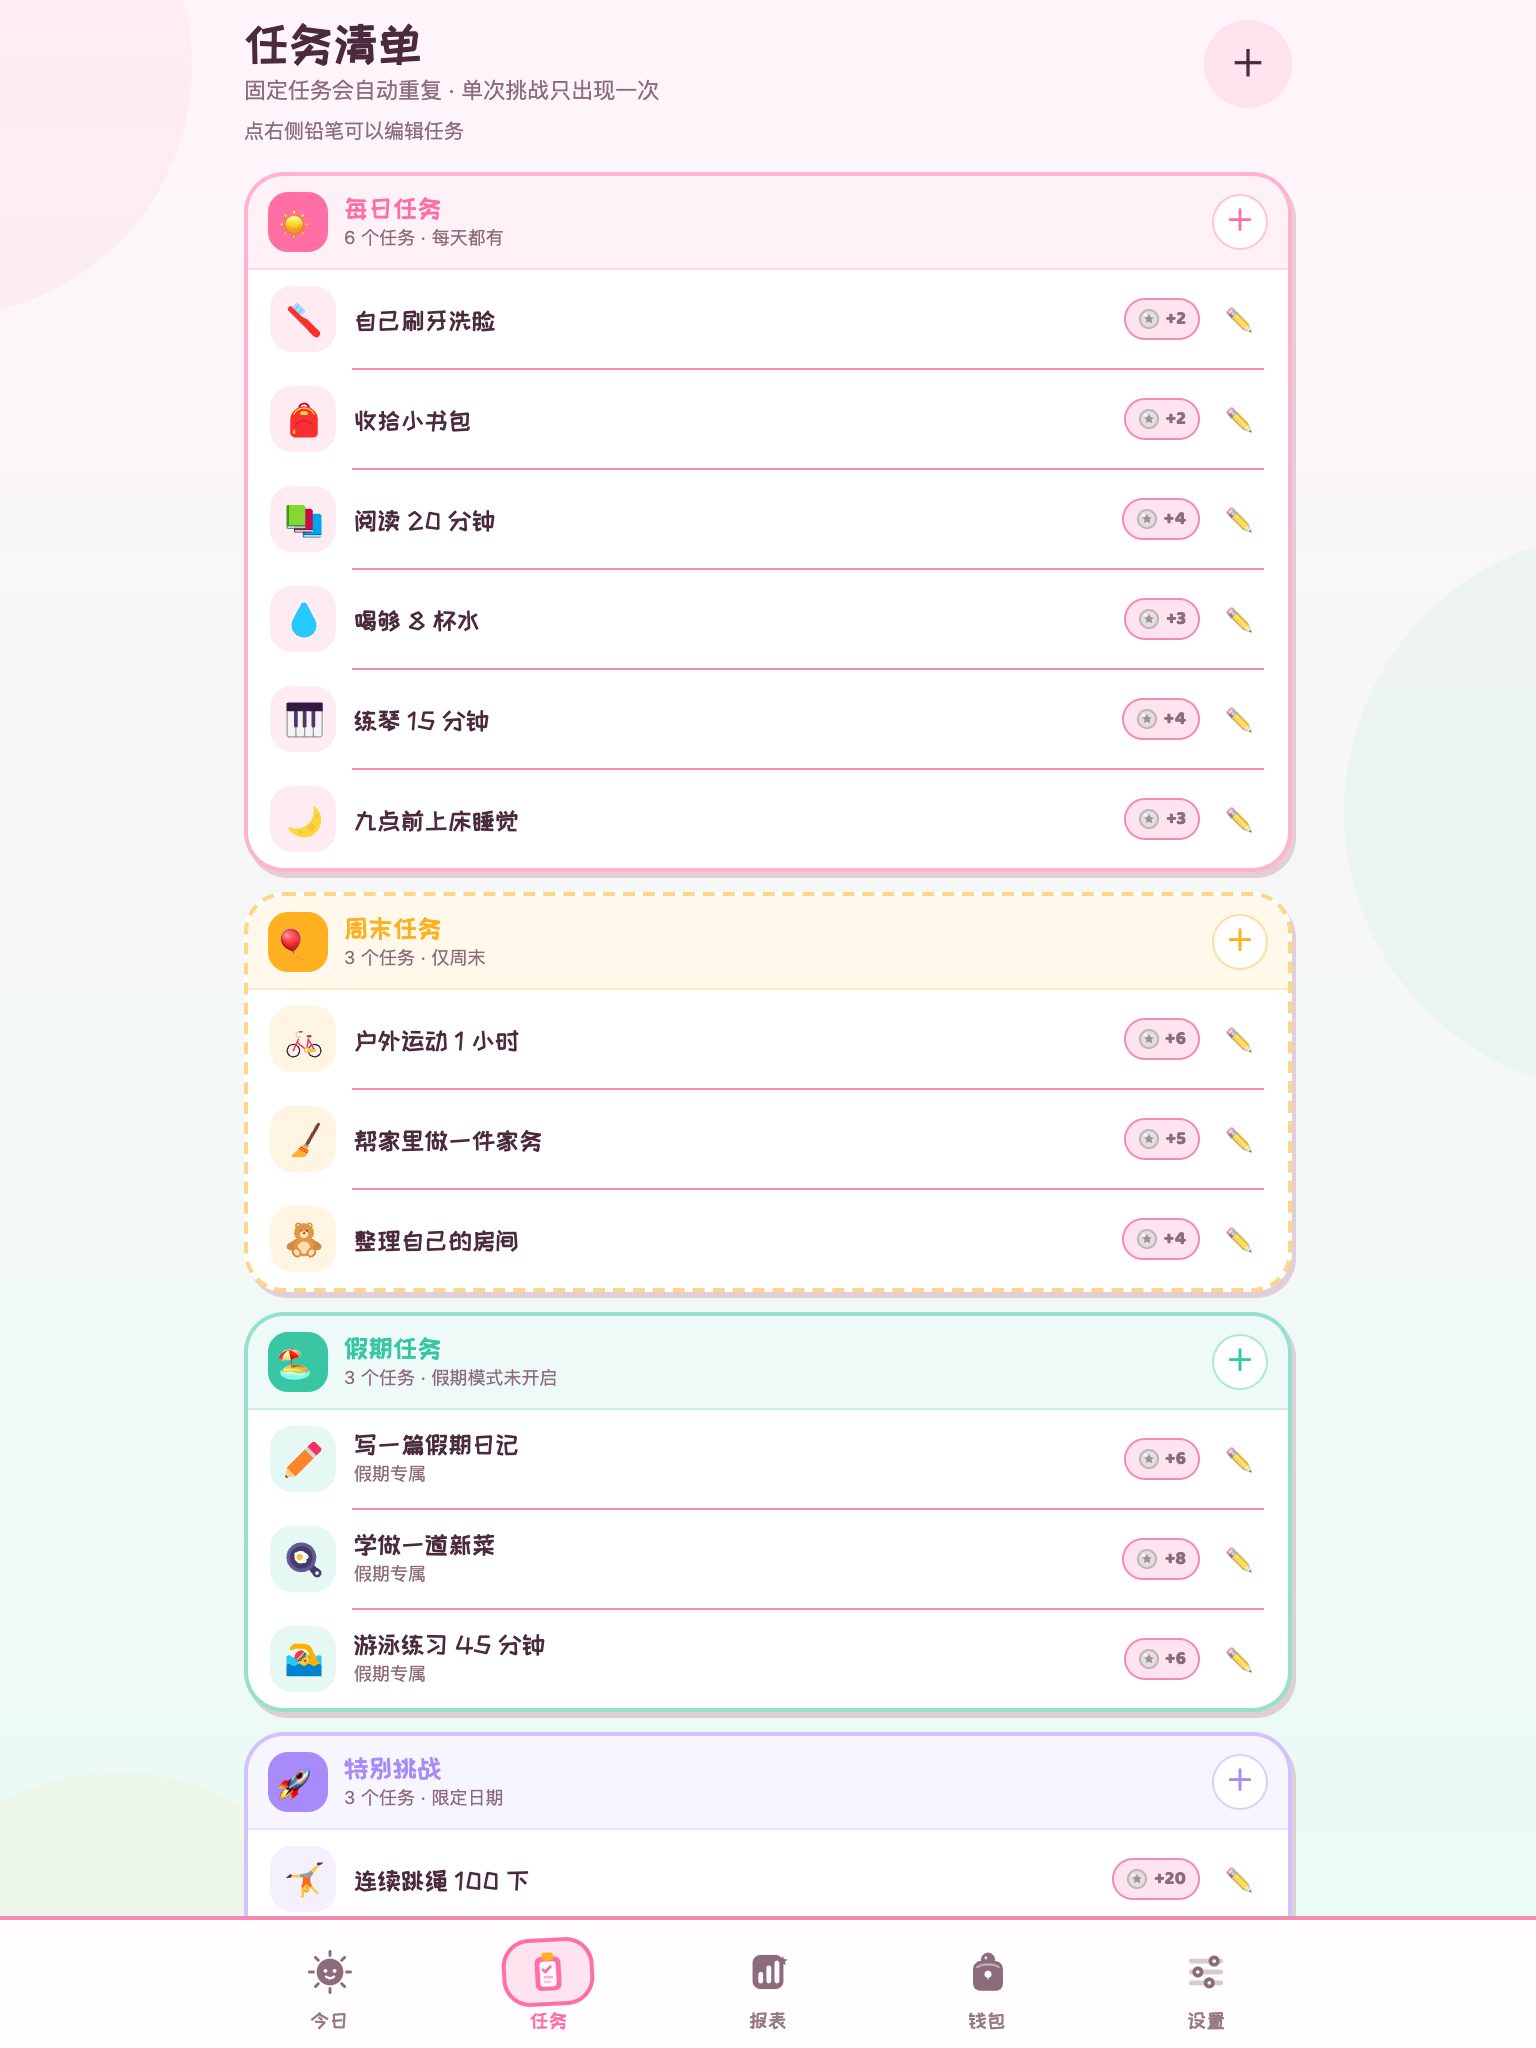 任务清单
固定任务会自动重复 · 单次挑战只出现一次
点右侧铅笔可以编辑任务
每日任务
6 个任务 · 每天都有
自己刷牙洗脸
+2
收拾小书包
+2
阅读 20 分钟
+4
喝够 8 杯水
+3
练琴 15 分钟
+4
九点前上床睡觉
+3
周末任务
3 个任务 · 仅周末
户外运动 1 小时
+6
帮家里做一件家务
+5
整理自己的房间
+4
假期任务
3 个任务 · 假期模式未开启
写一篇假期日记
假期专属
+6
学做一道新菜
假期专属
+8
游泳练习 45 分钟
假期专属
+6
特别挑战
3 个任务 · 限定日期
连续跳绳 100 下
+20
今日
任务
报表
钱包
设置